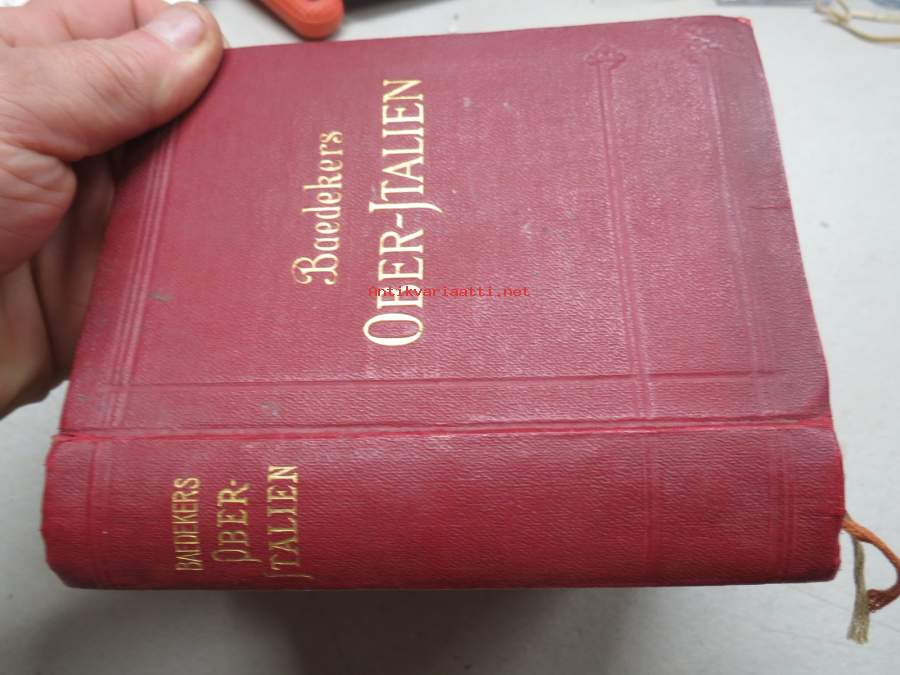 Baedekers
OBER-ITALIEN
Antikvariaatti.net
BAEDEKERS
OBER-
ITALIEN